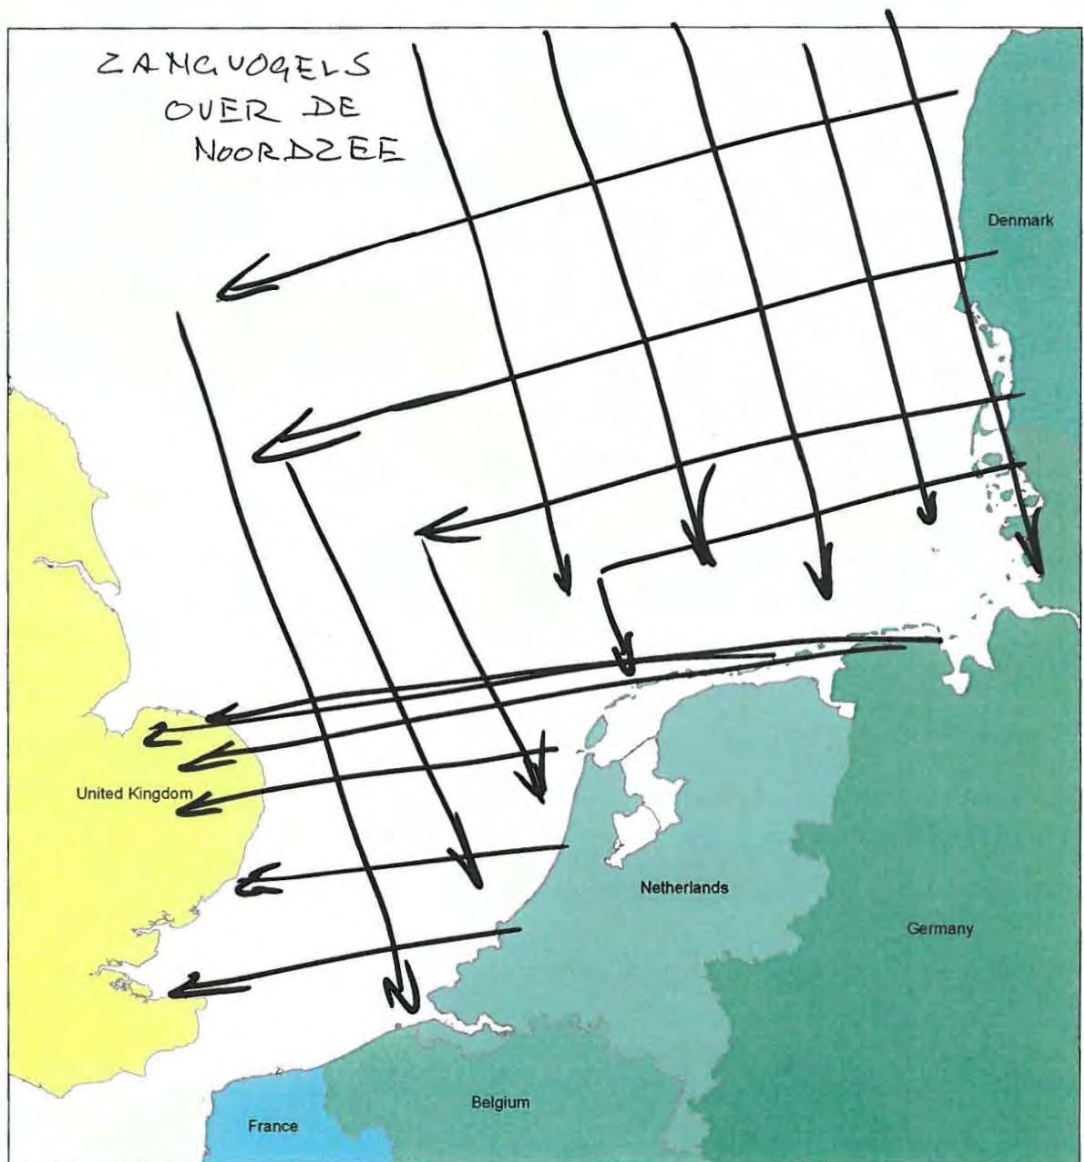 ZANGVOGELS
OVER DE
NOORDZEE
Denmark
United Kingdom
Netherlands
Germany
Belgium
France